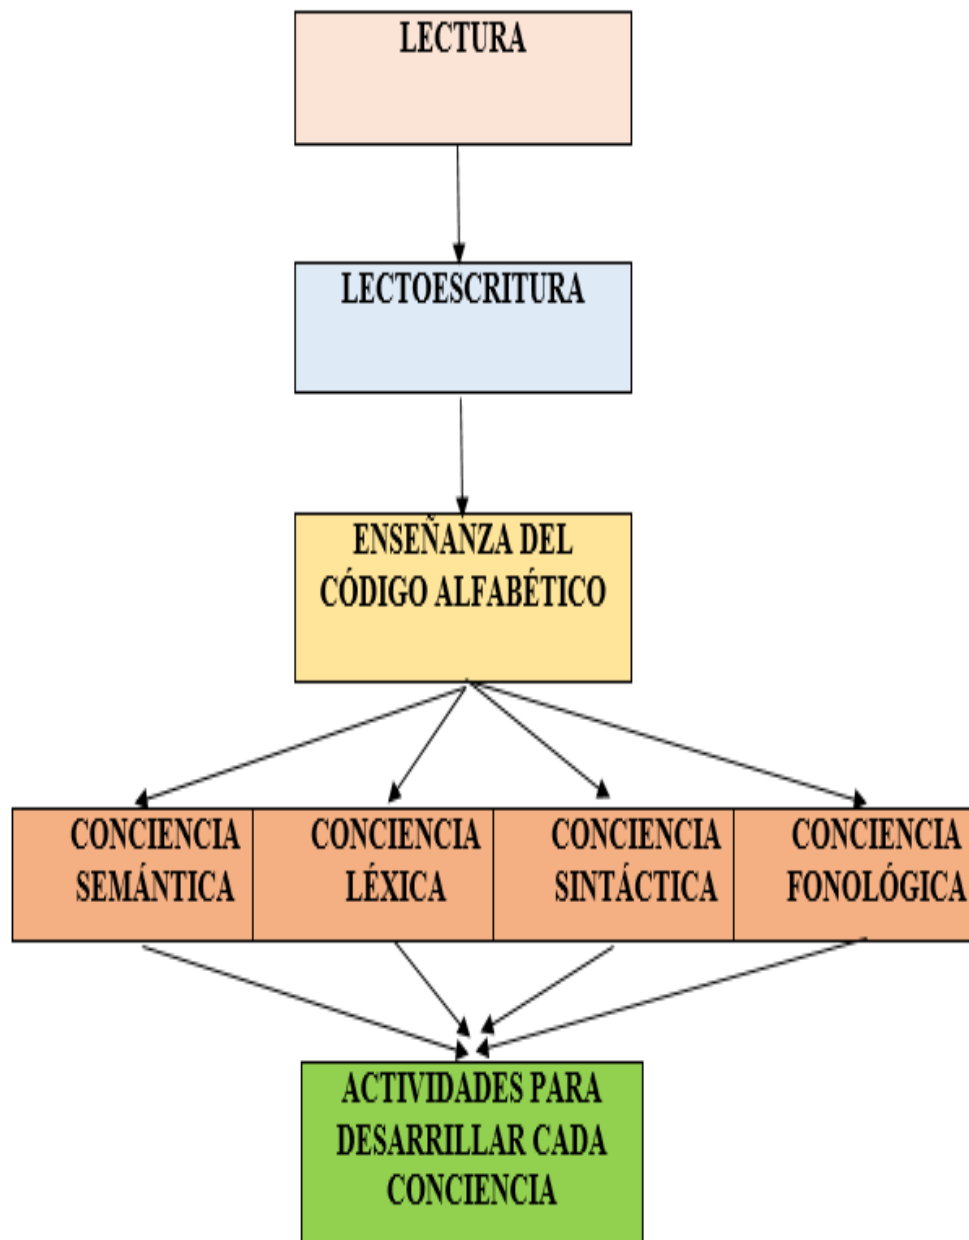 LECTURA
LECTOESCRITURA
ENSEÑANZA DEL
CÓDIGO ALFABÉTICO
CONCIENCIA
SEMÁNTICA
CONCIENCIA
LÉXICA
CONCIENCIA
SINTÁCTICA
CONCIENCIA
FONOLÓGICA
ACTIVIDADES PARA
DESARRILLAR CADA
CONCIENCIA